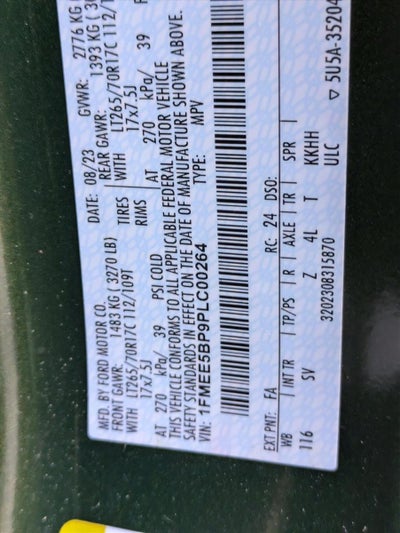 MFD. BY FORD MOTOR CO.
DATE: 08/23 GVWR: 2776 KG
FRONT GAWR: 1483 KG ( 3270 LB) REAR GAWR: 1393 KG
WITH LT265/70R17C 112/109T TIRES WITH LT265/70R17C 112/
17x7.5J RIMS 17x7.5J
AT 270 kPa/ 39 PSI COLD AT 270 kPa/ 39
THIS VEHICLE CONFORMS TO ALL APPLICABLE FEDERAL MOTOR VEHICLE
SAFETY STANDARDS IN EFFECT ON THE DATE OF MANUFACTURE SHOWN ABOVE.
VIN: 1FMEE5BP9PLC00264 TYPE: MPV
EXT PNT: FA RC: 24 DSO:
WB INT TR TP/PS R AXLE TR SPR
116 SV Z 4L T KKHH
3202308315870 ULC
▽ 5U5A-35204